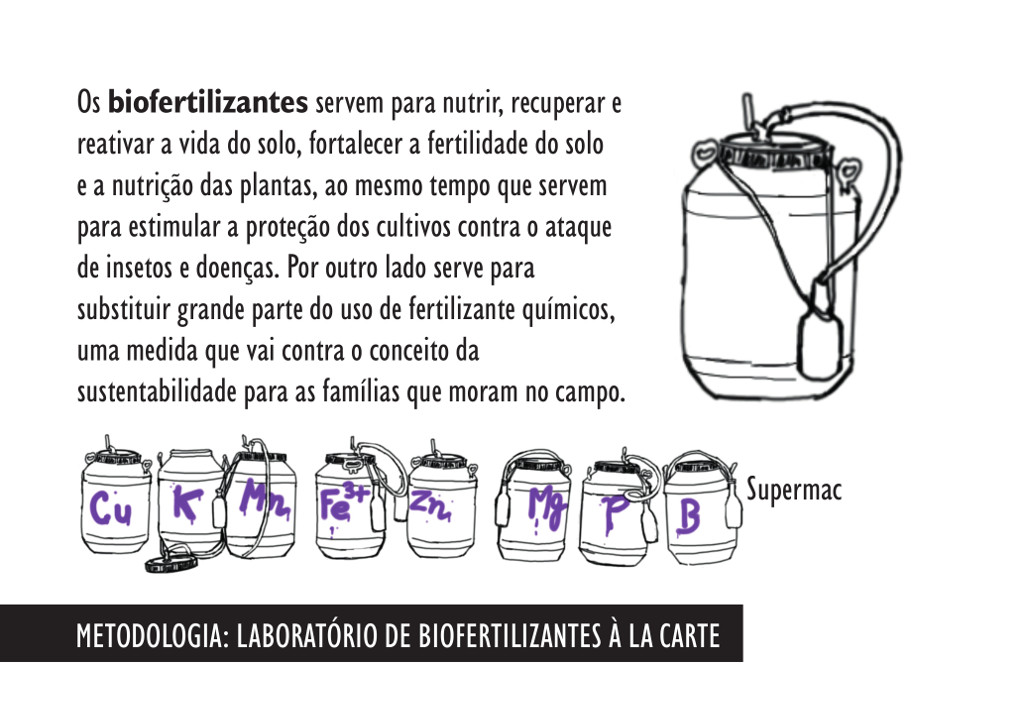 Os biofertilizantes servem para nutrir, recuperar e
reativar a vida do solo, fortalecer a fertilidade do solo
e a nutrição das plantas, ao mesmo tempo que servem
para estimular a proteção dos cultivos contra o ataque
de insetos e doenças. Por outro lado serve para
substituir grande parte do uso de fertilizante químicos,
uma medida que vai contra o conceito da
sustentabilidade para as famílias que moram no campo.
Cu K Mn Fe³⁺ Zn Mg P B
Supermac
METODOLOGIA: LABORATÓRIO DE BIOFERTILIZANTES À LA CARTE